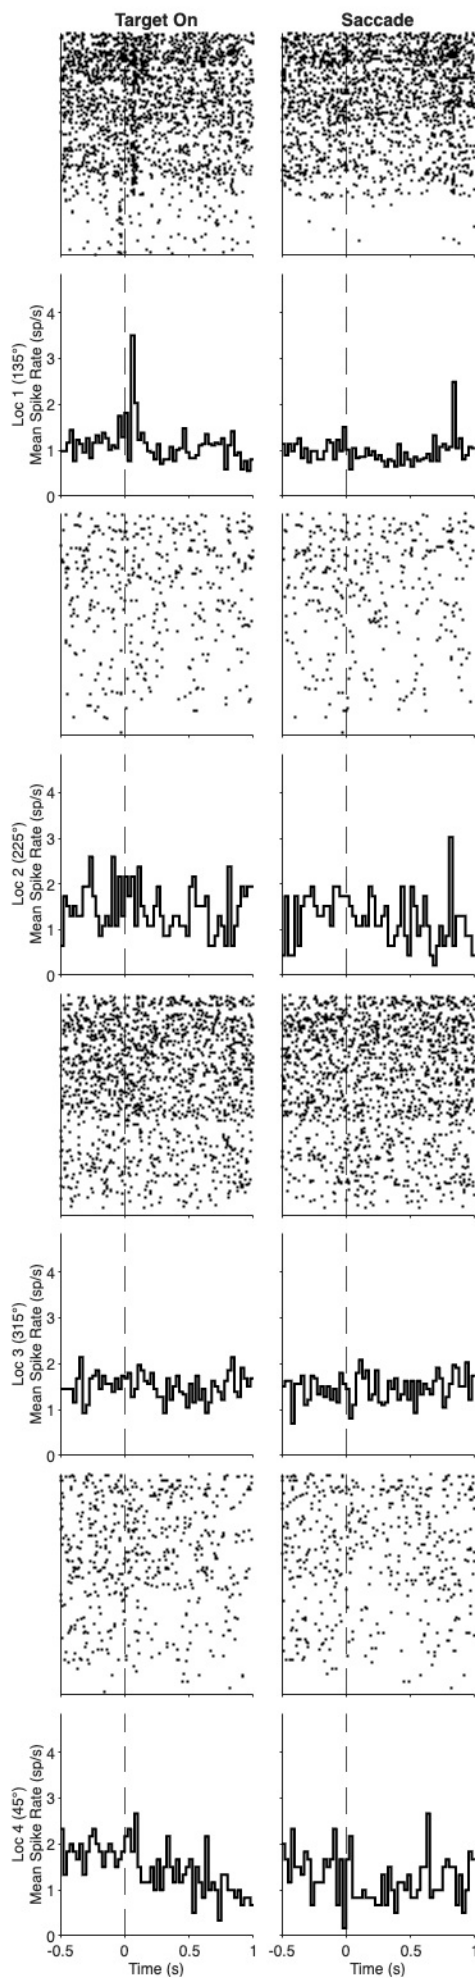 Target On
Saccade
Loc 1 (135°)
Mean Spike Rate (sp/s)
4
3
2
1
0
Loc 2 (225°)
Mean Spike Rate (sp/s)
4
3
2
1
0
Loc 3 (315°)
Mean Spike Rate (sp/s)
4
3
2
1
0
Loc 4 (45°)
Mean Spike Rate (sp/s)
4
3
2
1
0
-0.5 0 0.5 1
-0.5 0 0.5 1
Time (s)
Time (s)